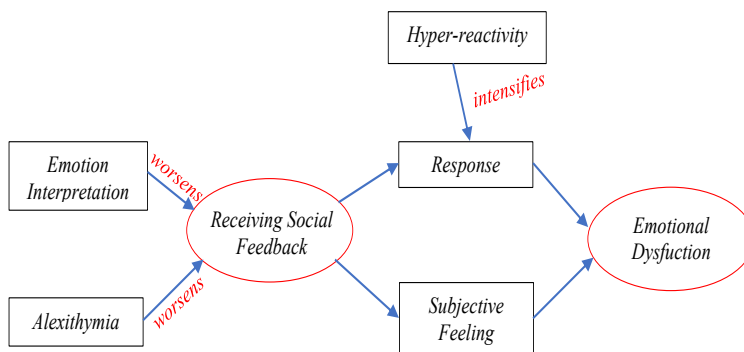 Hyper-reactivity
intensifies
Emotion
Interpretation
worsens
Response
Receiving Social
Feedback
Emotional
Dysfuction
Alexithymia
worsens
Subjective
Feeling